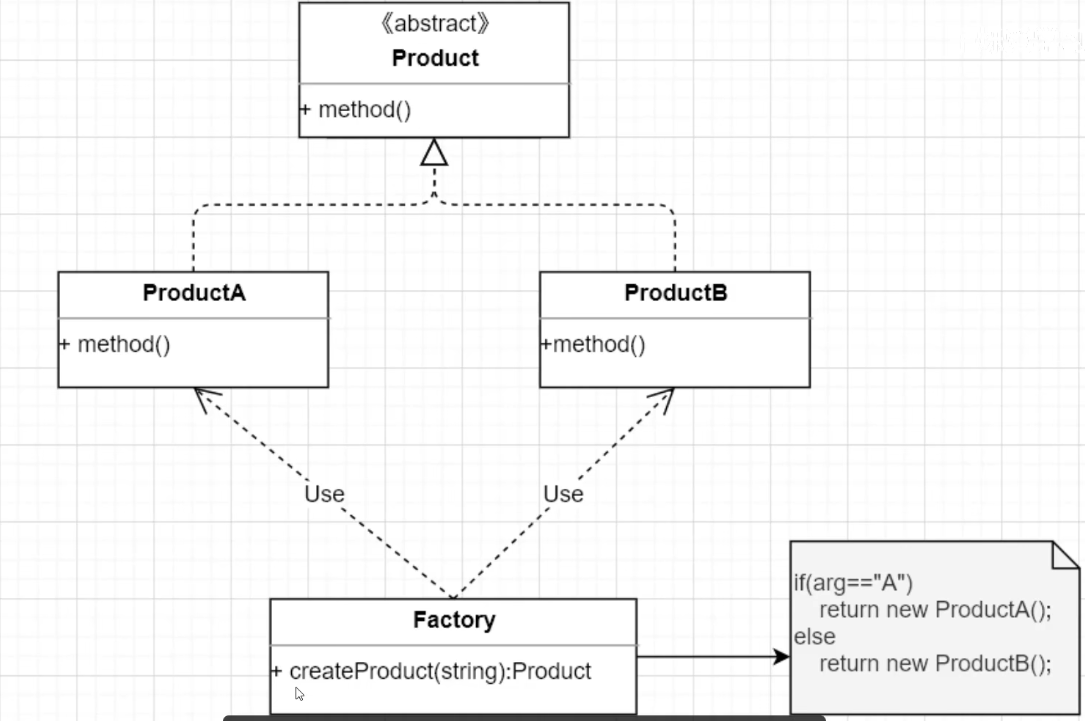 《abstract》
Product
+ method()
ProductA
+ method()
ProductB
+method()
Use
Use
Factory
+ createProduct(string):Product
if(arg=="A")
return new ProductA();
else
return new ProductB();